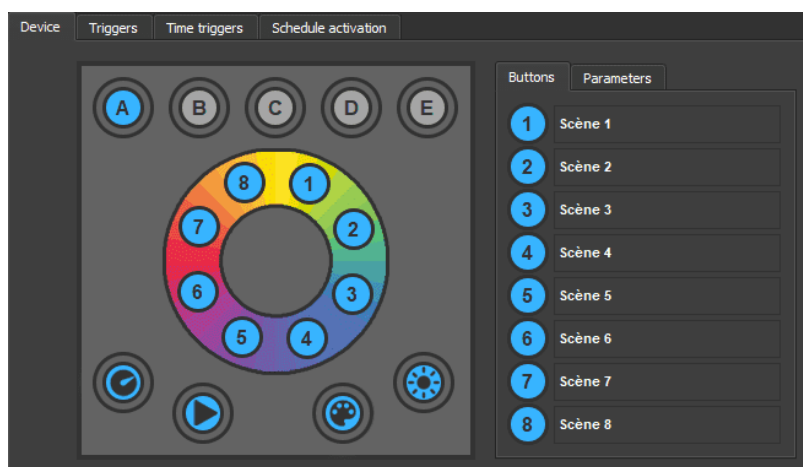 Device Triggers Time triggers Schedule activation
Buttons Parameters
A B C D E
8 1
7 2
6 3
5 4
1 Scène 1
2 Scène 2
3 Scène 3
4 Scène 4
5 Scène 5
6 Scène 6
7 Scène 7
8 Scène 8